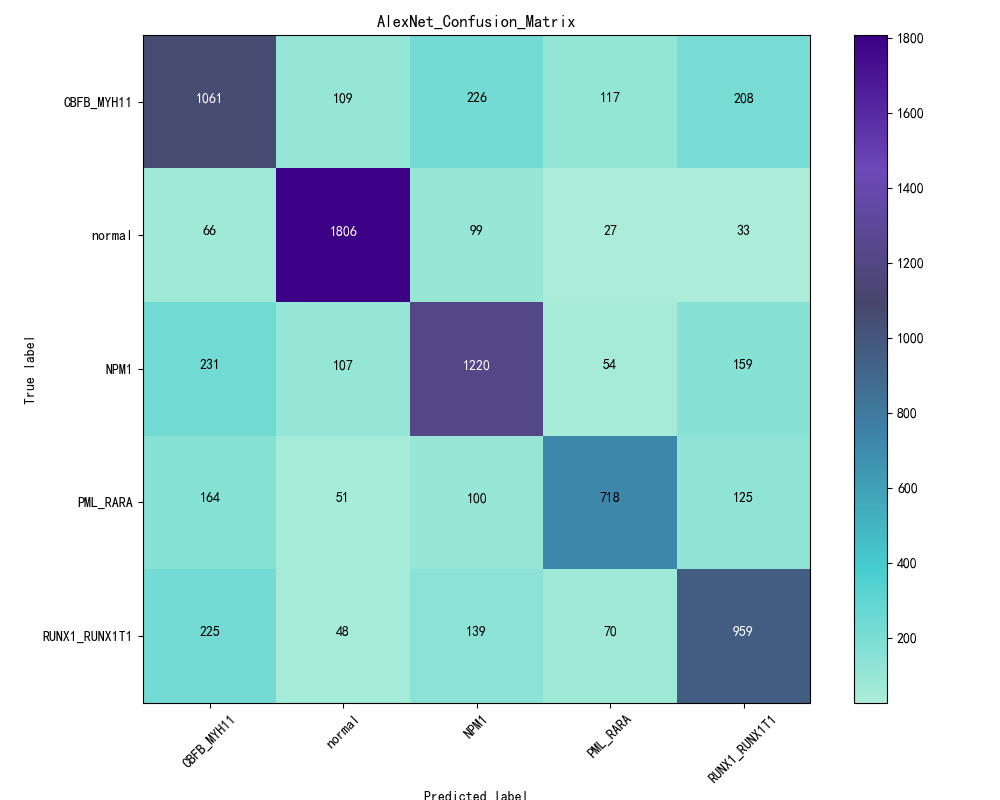 AlexNet_Confusion_Matrix
1800
CBFB_MYH11 1061 109 226 117 208
1600
1400
normal 66 1806 99 27 33
1200
1000
NPM1 231 107 1220 54 159
True label
800
600
PML_RARA 164 51 100 718 125
400
RUNX1_RUNX1T1 225 48 139 70 959
200
CBFB_MYH11 normal NPM1 PML_RARA RUNX1_RUNX1T1
Predicted label